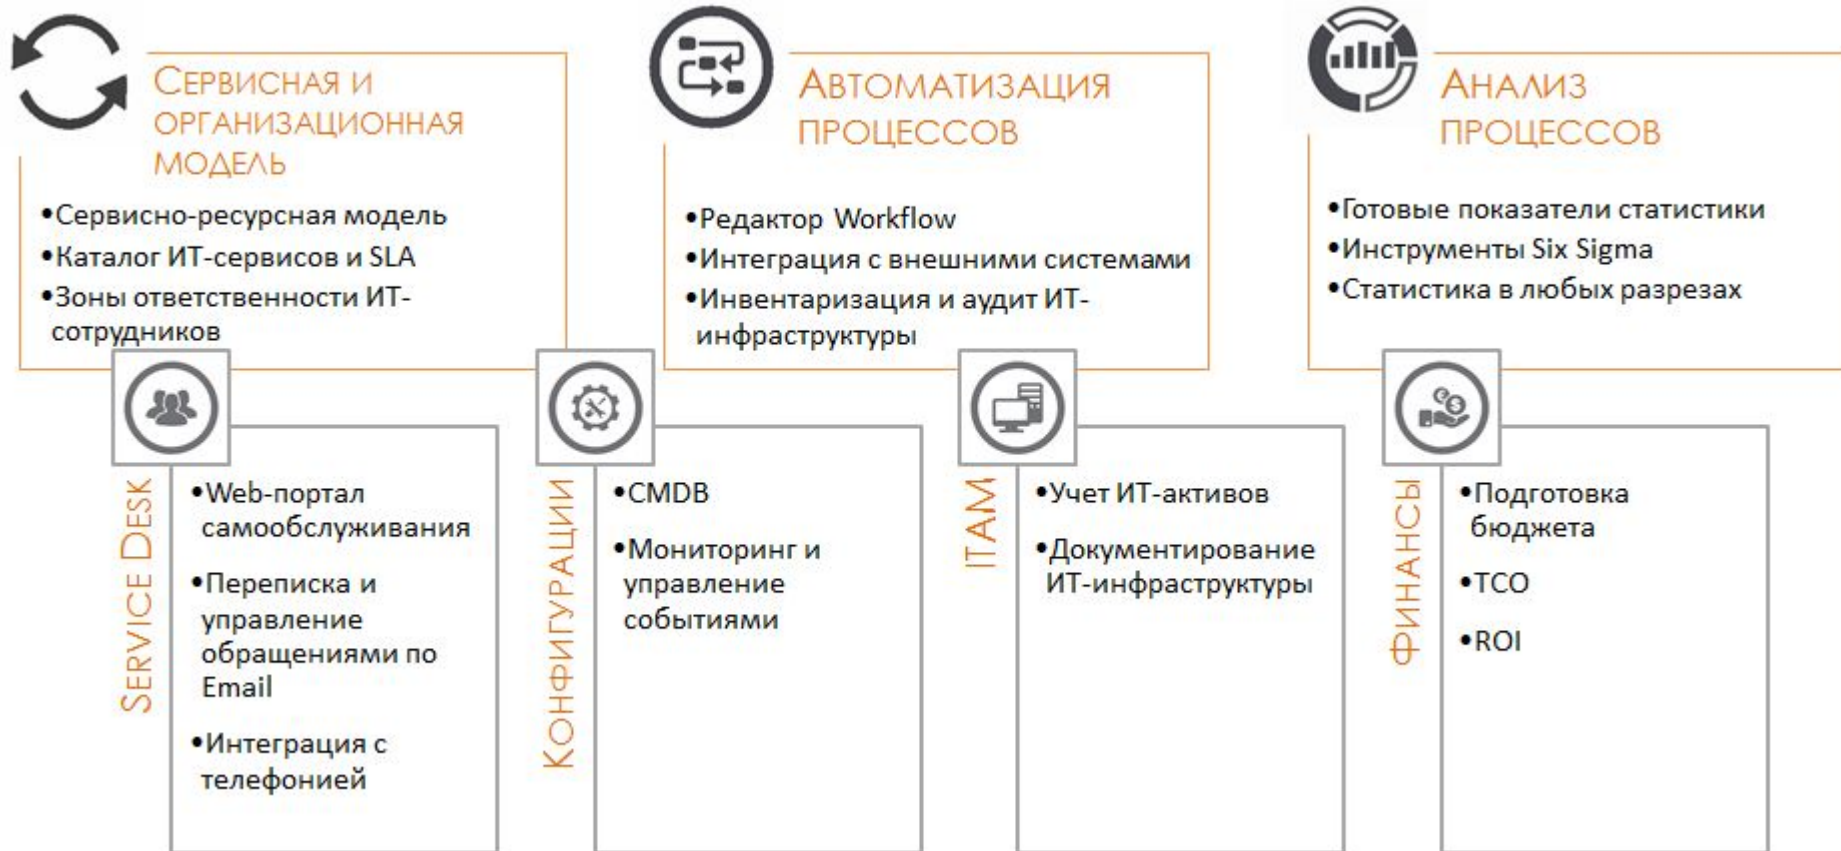 Сервисная и
организационная
модель
•Сервисно-ресурсная модель
•Каталог ИТ-сервисов и SLA
•Зоны ответственности ИТ-
сотрудников
Автоматизация
процессов
•Редактор Workflow
•Интеграция с внешними системами
•Инвентаризация и аудит ИТ-
инфраструктуры
Анализ
процессов
•Готовые показатели статистики
•Инструменты Six Sigma
•Статистика в любых разрезах
Service Desk
•Web-портал
самообслуживания
•Переписка и
управление
обращениями по
Email
•Интеграция с
телефонией
Конфигурации
•CMDB
•Мониторинг и
управление
событиями
ITAM
•Учет ИТ-активов
•Документирование
ИТ-инфраструктуры
Финансы
•Подготовка
бюджета
•TCO
•ROI